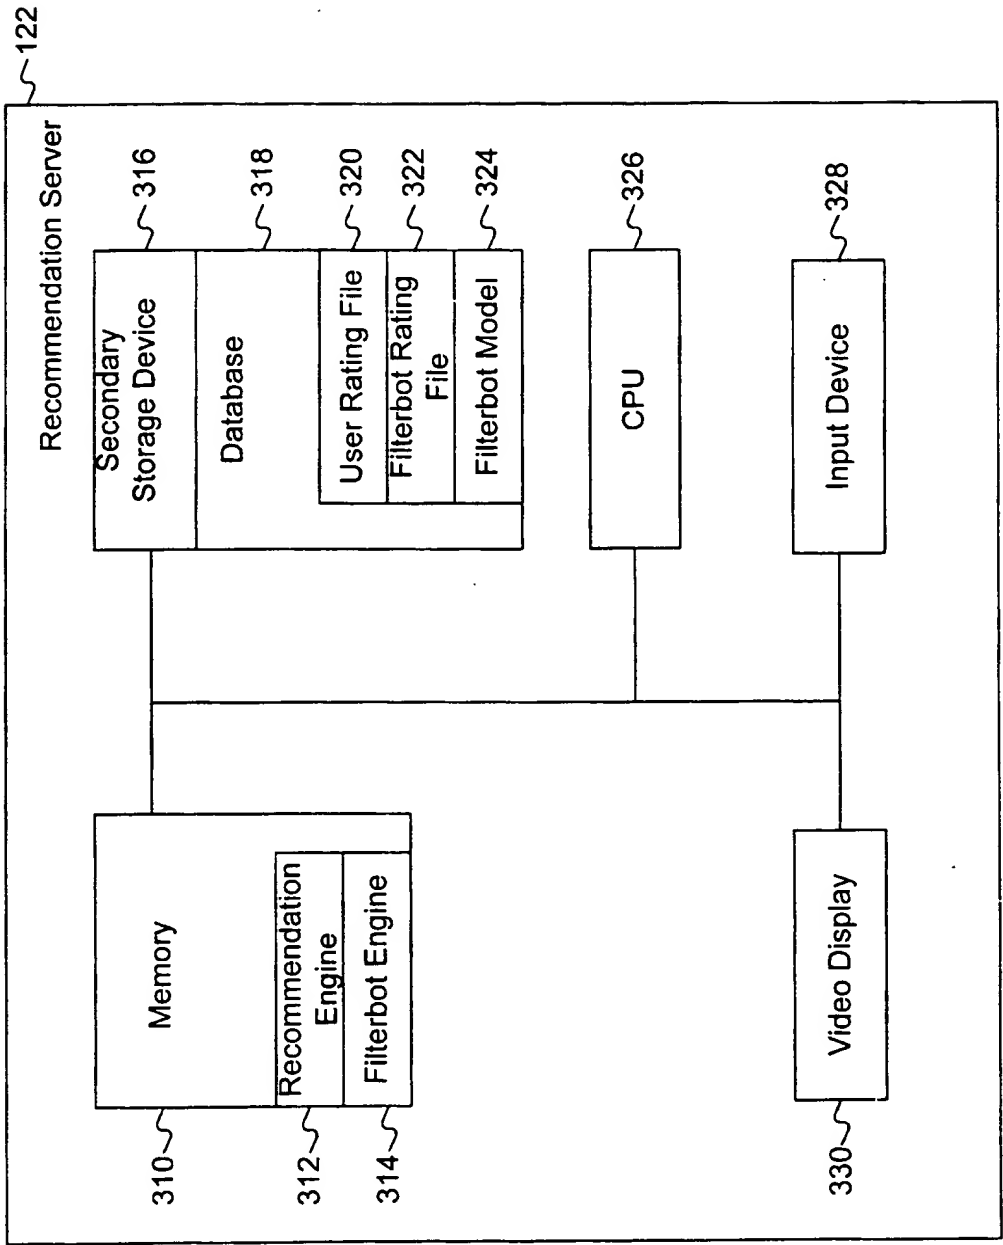 122
Recommendation Server
Memory
310
Recommendation
Engine
312
Filterbot Engine
314
Secondary
Storage Device
316
Database
318
User Rating File
320
Filterbot Rating
File
322
Filterbot Model
324
CPU
326
Video Display
330
Input Device
328